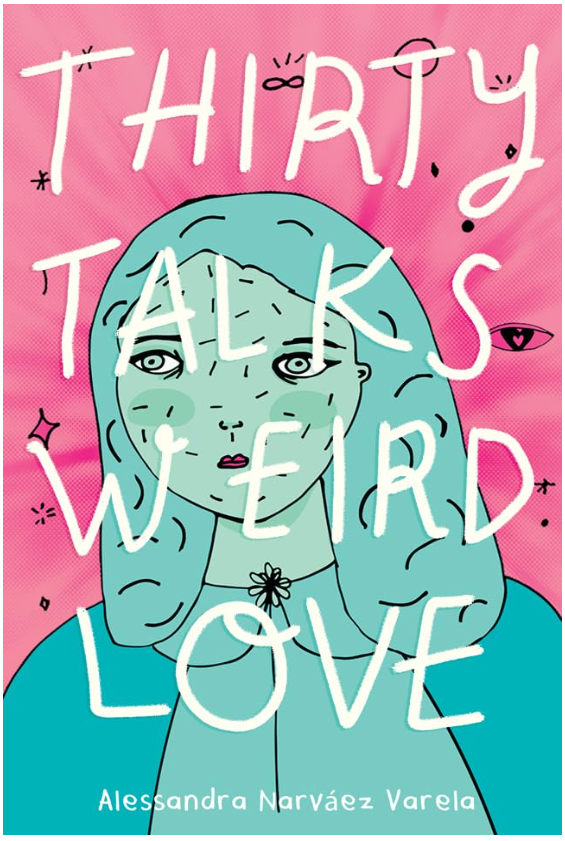 THIRTY
TALKS
WEIRD
LOVE
Alessandra Narváez Varela